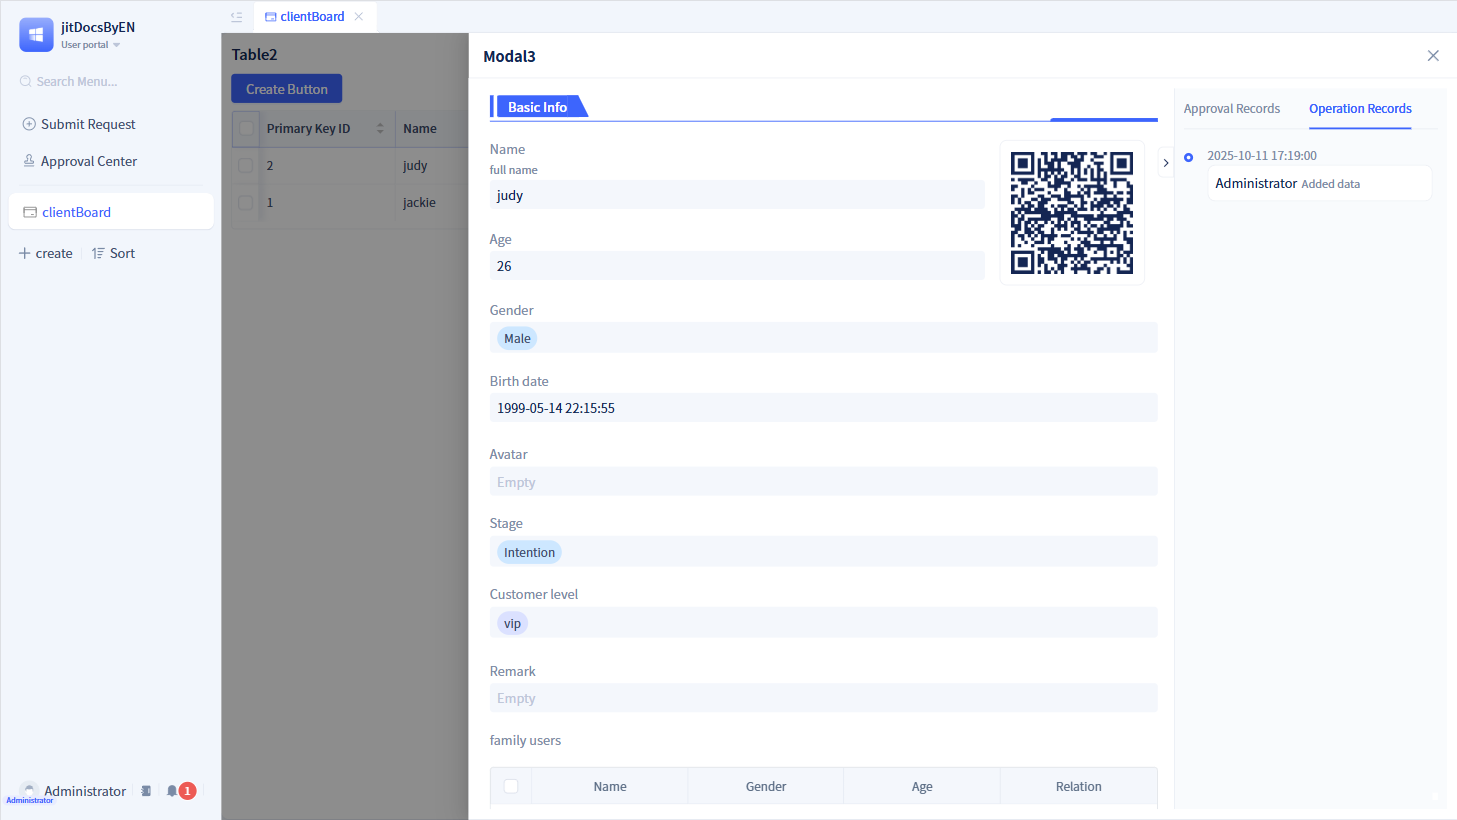 jitDocsByEN
User portal
Search Menu...
Submit Request
Approval Center
clientBoard
create
Sort
Administrator
1
Administrator
clientBoard
Table2
Create Button
Primary Key ID
Name
2
judy
1
jackie
Modal3
Basic Info
Name
full name
judy
Age
26
Gender
Male
Birth date
1999-05-14 22:15:55
Avatar
Empty
Stage
Intention
Customer level
vip
Remark
Empty
family users
Name
Gender
Age
Relation
Approval Records
Operation Records
2025-10-11 17:19:00
Administrator Added data